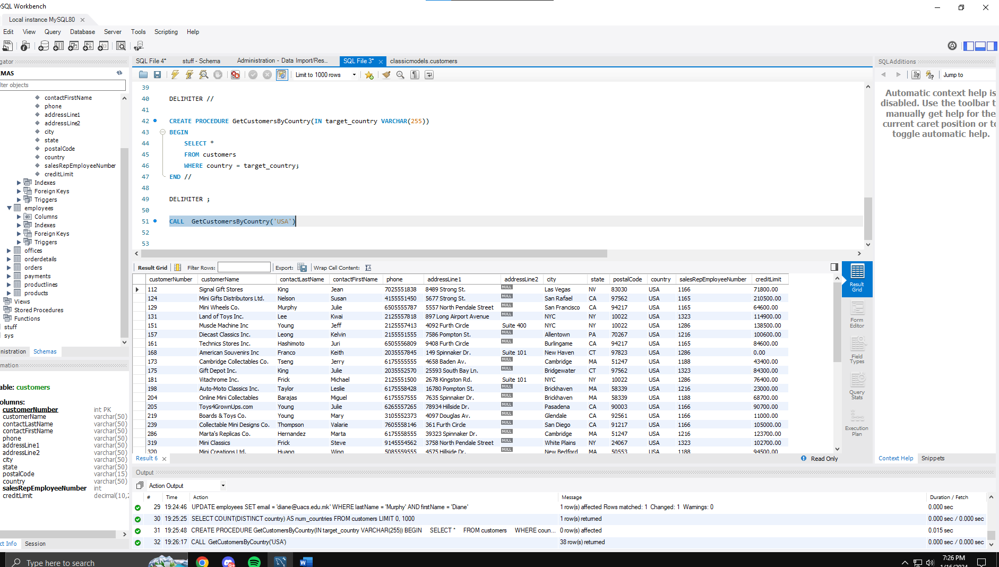 ySQL Workbench
Local instance MySQL80
Edit View Query Database Server Tools Scripting Help
gator
SQL File 4* stuff - Schema Administration - Data Import/Res... SQL File 3* classicmodels.customers
SQLAdditions
EMAS
lter objects
Limit to 1000 rows
Jump to
contactFirstName
phone
addressLine1
addressLine2
city
state
postalCode
country
salesRepEmployeeNumber
creditLimit
Indexes
Foreign Keys
Triggers
employees
Columns
Indexes
Foreign Keys
Triggers
offices
orderdetails
orders
payments
productlines
products
Views
Stored Procedures
Functions
stuff
sys
nistration Schemas
mation
able: customers
olumns:
customerNumber int PK
customerName varchar(50)
contactLastName varchar(50)
contactFirstName varchar(50)
phone varchar(50)
addressLine1 varchar(50)
addressLine2 varchar(50)
city varchar(50)
state varchar(50)
postalCode varchar(15)
country varchar(50)
salesRepEmployeeNumber int
creditLimit decimal(10,2
ct Info Session
39
40 DELIMITER //
41
42 CREATE PROCEDURE GetCustomersByCountry(IN target_country VARCHAR(255))
43 BEGIN
44 SELECT *
45 FROM customers
46 WHERE country = target_country;
47 END //
48
49 DELIMITER ;
50
51 CALL  GetCustomersByCountry('USA')
52
53
Automatic context help is
disabled. Use the toolbar t
manually get help for the
current caret position or to
toggle automatic help.
Result Grid Filter Rows: Export: Wrap Cell Content:
customerNumber customerName contactLastName contactFirstName phone addressLine1 addressLine2 city state postalCode country salesRepEmployeeNumber creditLimit
112 Signal Gift Stores King Jean 7025551838 8489 Strong St. NULL Las Vegas NV 83030 USA 1166 71800.00
124 Mini Gifts Distributors Ltd. Nelson Susan 4155551450 5677 Strong St. NULL San Rafael CA 97562 USA 1165 210500.00
129 Mini Wheels Co. Murphy Julie 6505555787 5557 North Pendale Street NULL San Francisco CA 94217 USA 1165 64600.00
131 Land of Toys Inc. Lee Kwai 2125557818 897 Long Airport Avenue NULL NYC NY 10022 USA 1323 114900.00
151 Muscle Machine Inc Young Jeff 2125557413 4092 Furth Circle Suite 400 NYC NY 10022 USA 1286 138500.00
157 Diecast Classics Inc. Leong Kelvin 2155551555 7586 Pompton St. NULL Allentown PA 70267 USA 1216 100600.00
161 Technics Stores Inc. Hashimoto Juri 6505556809 9408 Furth Circle NULL Burlingame CA 94217 USA 1165 84600.00
168 American Souvenirs Inc Franco Keith 2035557845 149 Spinnaker Dr. Suite 101 New Haven CT 97823 USA 1286 0.00
173 Cambridge Collectables Co. Tseng Jerry 6175555555 4658 Baden Av. NULL Cambridge MA 51247 USA 1188 43400.00
175 Gift Depot Inc. King Julie 2035552570 25593 South Bay Ln. NULL Bridgewater CT 97562 USA 1323 84300.00
181 Vitachrome Inc. Frick Michael 2125551500 2678 Kingston Rd. Suite 101 NYC NY 10022 USA 1286 76400.00
198 Auto-Moto Classics Inc. Taylor Leslie 6175558428 16780 Pompton St. NULL Brickhaven MA 58339 USA 1216 23000.00
204 Online Mini Collectables Barajas Miguel 6175557555 7635 Spinnaker Dr. NULL Brickhaven MA 58339 USA 1188 68700.00
205 Toys4GrownUps.com Young Julie 6265557265 78934 Hillside Dr. NULL Pasadena CA 90003 USA 1166 90700.00
219 Boards & Toys Co. Young Mary 3105552373 4097 Douglas Av. NULL Glendale CA 92561 USA 1166 11000.00
239 Collectable Mini Designs Co. Thompson Valarie 7605558146 361 Furth Circle NULL San Diego CA 91217 USA 1166 105000.00
286 Marta's Replicas Co. Hernandez Marta 6175558555 39323 Spinnaker Dr. NULL Cambridge MA 51247 USA 1216 123700.00
319 Mini Classics Frick Steve 9145554562 3758 North Pendale Street NULL White Plains NY 24067 USA 1323 102700.00
320 Mini Creations Ltd. Huang Wing 5085559555 4575 Hillside Dr. NULL New Bedford MA 50553 USA 1188 94500.00
Result Grid
Form Editor
Field Types
Query Stats
Execution Plan
Result 6 Read Only
Context Help Snippets
Output
Action Output
# Time Action Message Duration / Fetch
29 19:24:46 UPDATE employees SET email = 'diane@uacs.edu.mk' WHERE lastName = 'Murphy' AND firstName = 'Diane' 1 row(s) affected Rows matched: 1 Changed: 1 Warnings: 0 0.000 sec
30 19:25:25 SELECT COUNT(DISTINCT country) AS num_countries FROM customers LIMIT 0, 1000 1 row(s) returned 0.000 sec / 0.000 sec
31 19:25:48 CREATE PROCEDURE GetCustomersByCountry(IN target_country VARCHAR(255)) BEGIN SELECT * FROM customers WHERE coun... 0 row(s) affected 0.015 sec
32 19:26:17 CALL GetCustomersByCountry('USA') 38 row(s) returned 0.000 sec / 0.000 sec
Type here to search
9+
7:26 PM
1/16/2024